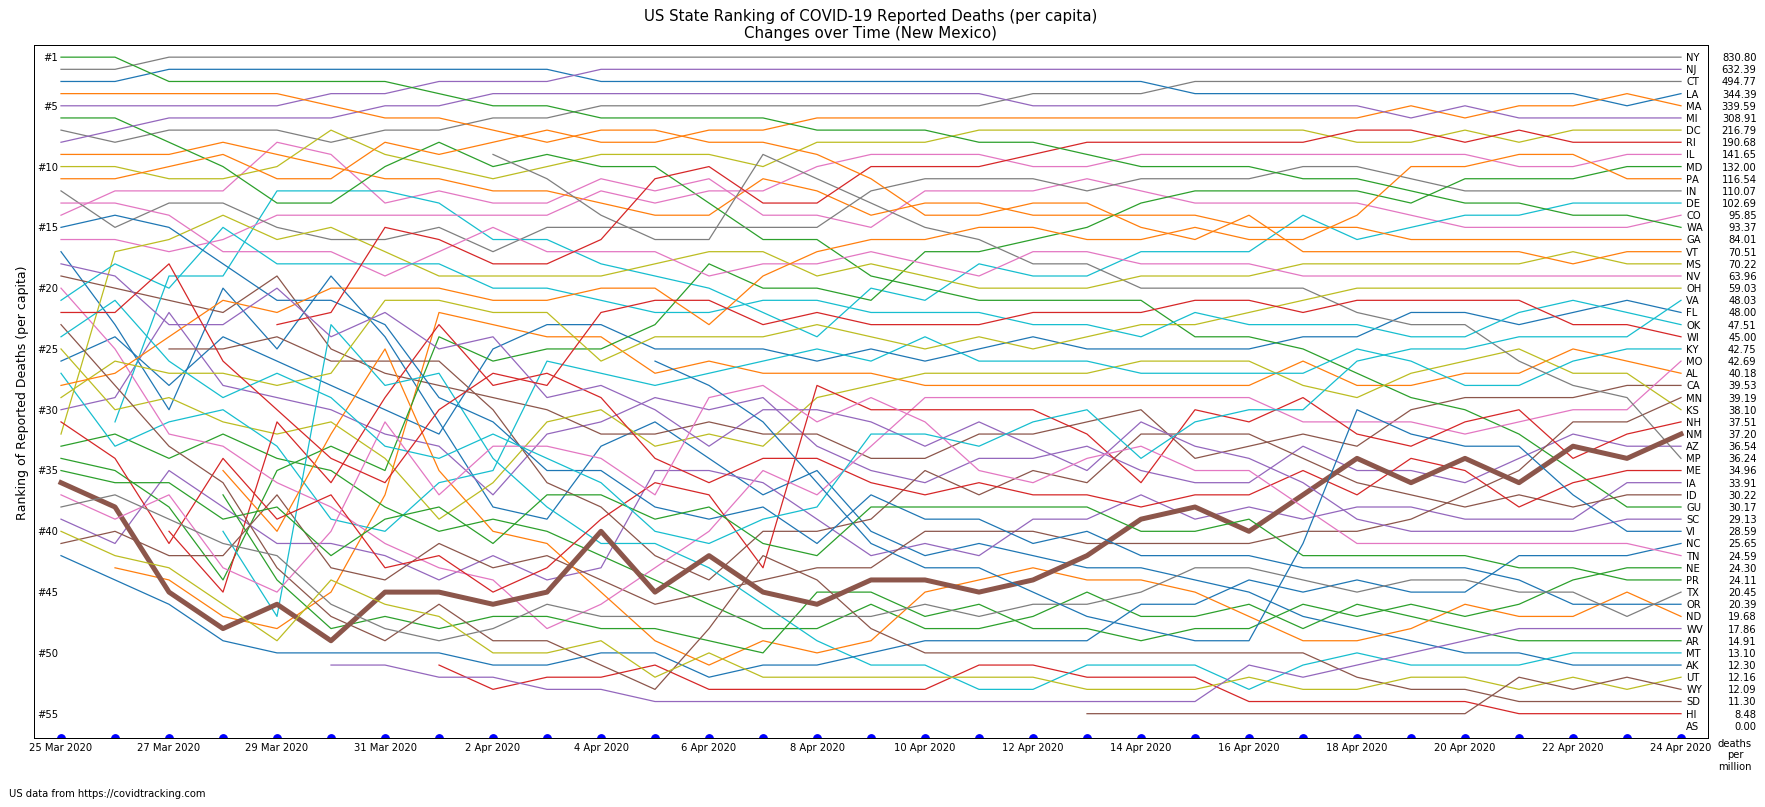 US State Ranking of COVID-19 Reported Deaths (per capita)
Changes over Time (New Mexico)
Ranking of Reported Deaths (per capita)
#1
#5
#10
#15
#20
#25
#30
#35
#40
#45
#50
#55
NY 830.80
NJ 632.39
CT 494.77
LA 344.39
MA 339.59
MI 308.91
DC 216.79
RI 190.68
IL 141.65
MD 132.00
PA 116.54
IN 110.07
DE 102.69
CO 95.85
WA 93.37
GA 84.01
VT 70.51
MS 70.22
NV 63.96
OH 59.03
VA 48.03
FL 48.00
OK 47.51
WI 45.00
KY 42.75
MO 42.69
AL 40.18
CA 39.53
MN 39.19
KS 38.10
NH 37.51
NM 37.20
AZ 36.54
MP 36.24
ME 34.96
IA 33.91
ID 30.22
GU 30.17
SC 29.13
VI 28.59
NC 25.65
TN 24.59
NE 24.30
PR 24.11
TX 20.45
OR 20.39
ND 19.68
WV 17.86
AR 14.91
MT 13.10
AK 12.30
UT 12.16
WY 12.09
SD 11.30
HI 8.48
AS 0.00
25 Mar 2020 27 Mar 2020 29 Mar 2020 31 Mar 2020 2 Apr 2020 4 Apr 2020 6 Apr 2020 8 Apr 2020 10 Apr 2020 12 Apr 2020 14 Apr 2020 16 Apr 2020 18 Apr 2020 20 Apr 2020 22 Apr 2020 24 Apr 2020
deaths
per
million
US data from https://covidtracking.com